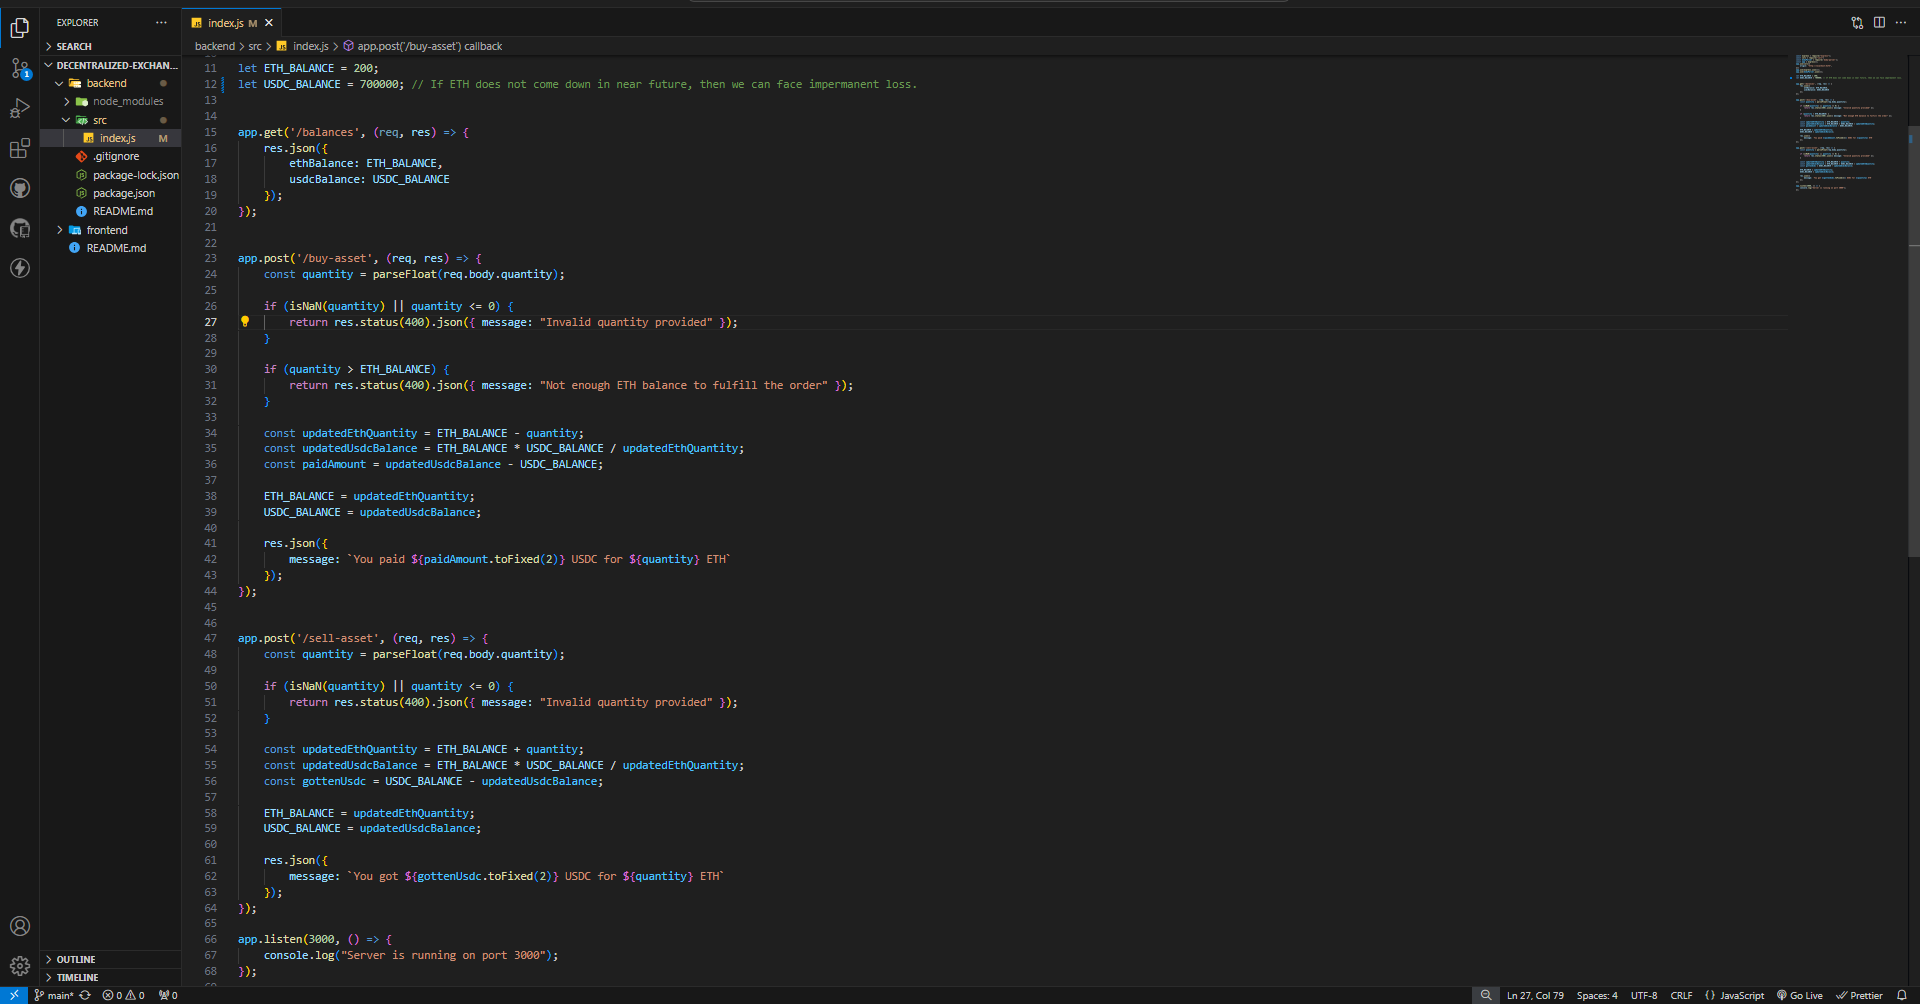 EXPLORER
SEARCH
DECENTRALIZED-EXCHAN...
backend
node_modules
src
index.js M
.gitignore
package-lock.json
package.json
README.md
frontend
README.md
OUTLINE
TIMELINE
1
index.js M
backend > src > index.js > app.post('/buy-asset') callback
11 let ETH_BALANCE = 200;
12 let USDC_BALANCE = 700000; // If ETH does not come down in near future, then we can face impermanent loss.
13
14
15 app.get('/balances', (req, res) => {
16     res.json({
17         ethBalance: ETH_BALANCE,
18         usdcBalance: USDC_BALANCE
19     });
20 });
21
22
23 app.post('/buy-asset', (req, res) => {
24     const quantity = parseFloat(req.body.quantity);
25
26     if (isNaN(quantity) || quantity <= 0) {
27         return res.status(400).json({ message: "Invalid quantity provided" });
28     }
29
30     if (quantity > ETH_BALANCE) {
31         return res.status(400).json({ message: "Not enough ETH balance to fulfill the order" });
32     }
33
34     const updatedEthQuantity = ETH_BALANCE - quantity;
35     const updatedUsdcBalance = ETH_BALANCE * USDC_BALANCE / updatedEthQuantity;
36     const paidAmount = updatedUsdcBalance - USDC_BALANCE;
37
38     ETH_BALANCE = updatedEthQuantity;
39     USDC_BALANCE = updatedUsdcBalance;
40
41     res.json({
42         message: `You paid ${paidAmount.toFixed(2)} USDC for ${quantity} ETH`
43     });
44 });
45
46
47 app.post('/sell-asset', (req, res) => {
48     const quantity = parseFloat(req.body.quantity);
49
50     if (isNaN(quantity) || quantity <= 0) {
51         return res.status(400).json({ message: "Invalid quantity provided" });
52     }
53
54     const updatedEthQuantity = ETH_BALANCE + quantity;
55     const updatedUsdcBalance = ETH_BALANCE * USDC_BALANCE / updatedEthQuantity;
56     const gottenUsdc = USDC_BALANCE - updatedUsdcBalance;
57
58     ETH_BALANCE = updatedEthQuantity;
59     USDC_BALANCE = updatedUsdcBalance;
60
61     res.json({
62         message: `You got ${gottenUsdc.toFixed(2)} USDC for ${quantity} ETH`
63     });
64 });
65
66 app.listen(3000, () => {
67     console.log("Server is running on port 3000");
68 });
main* 0 0 0 Ln 27, Col 79 Spaces: 4 UTF-8 CRLF {} JavaScript Go Live Prettier